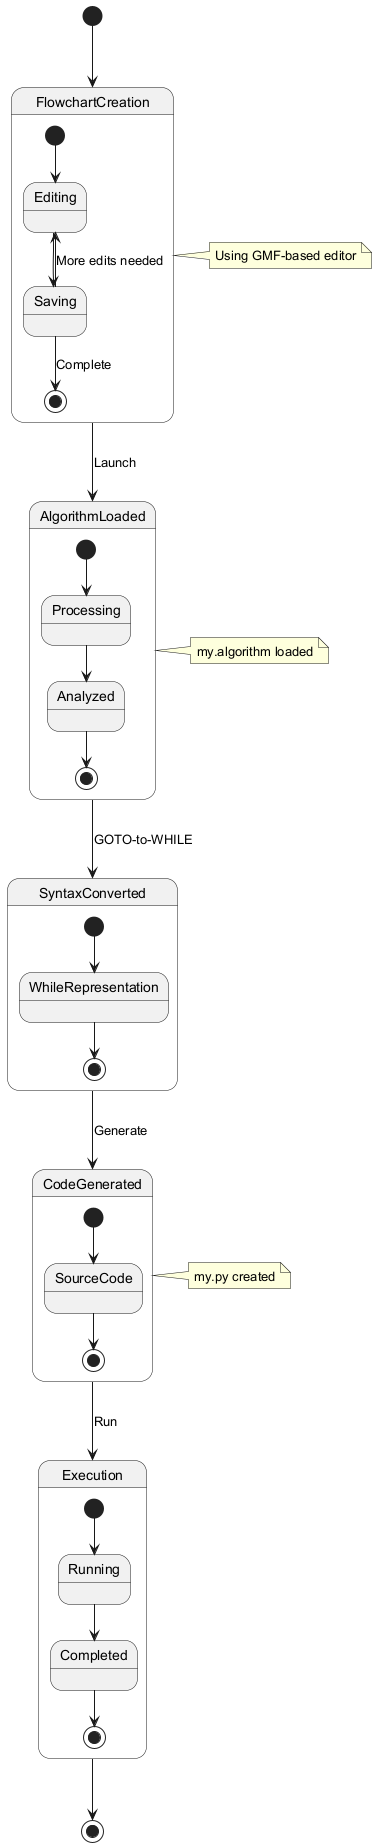 FlowchartCreation
Editing
More edits needed
Using GMF-based editor
Saving
Complete
Launch
AlgorithmLoaded
Processing
my.algorithm loaded
Analyzed
GOTO-to-WHILE
SyntaxConverted
WhileRepresentation
Generate
CodeGenerated
SourceCode
my.py created
Run
Execution
Running
Completed